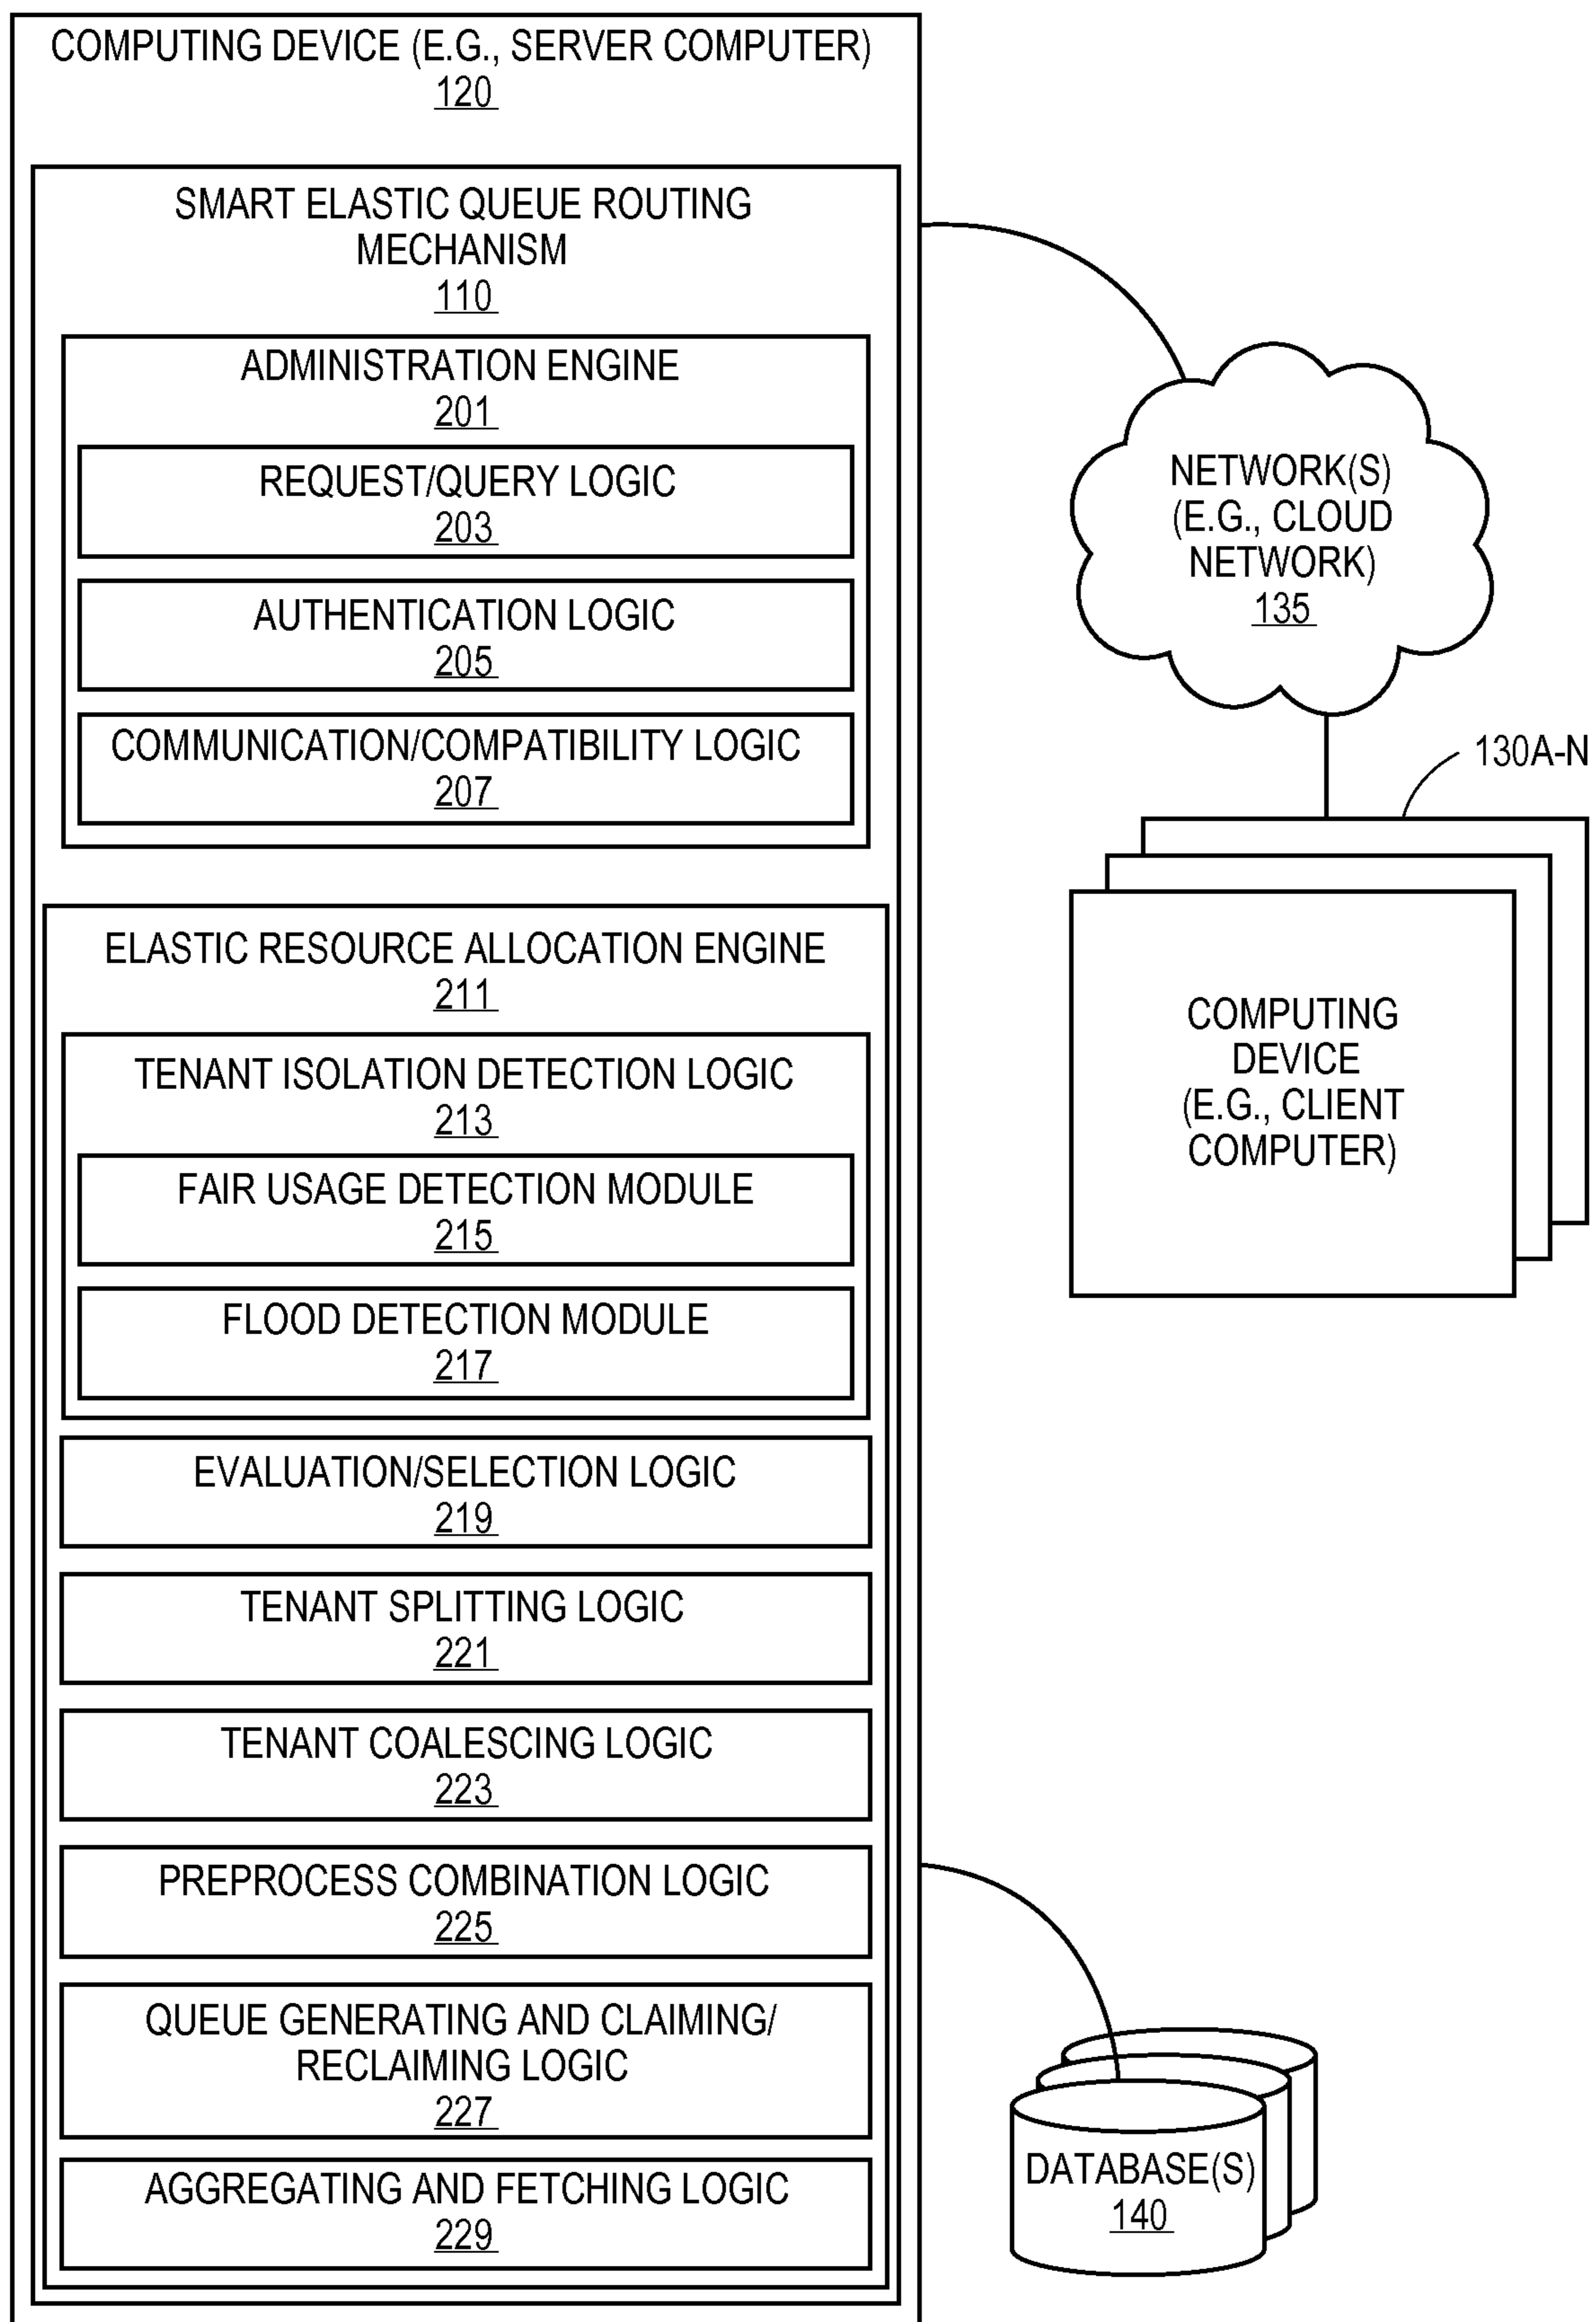 COMPUTING DEVICE (E.G., SERVER COMPUTER)
120
SMART ELASTIC QUEUE ROUTING
MECHANISM
110
ADMINISTRATION ENGINE
201
REQUEST/QUERY LOGIC
203
AUTHENTICATION LOGIC
205
COMMUNICATION/COMPATIBILITY LOGIC
207
ELASTIC RESOURCE ALLOCATION ENGINE
211
TENANT ISOLATION DETECTION LOGIC
213
FAIR USAGE DETECTION MODULE
215
FLOOD DETECTION MODULE
217
EVALUATION/SELECTION LOGIC
219
TENANT SPLITTING LOGIC
221
TENANT COALESCING LOGIC
223
PREPROCESS COMBINATION LOGIC
225
QUEUE GENERATING AND CLAIMING/
RECLAIMING LOGIC
227
AGGREGATING AND FETCHING LOGIC
229
NETWORK(S)
(E.G., CLOUD
NETWORK)
135
130A-N
COMPUTING
DEVICE
(E.G., CLIENT
COMPUTER)
DATABASE(S)
140